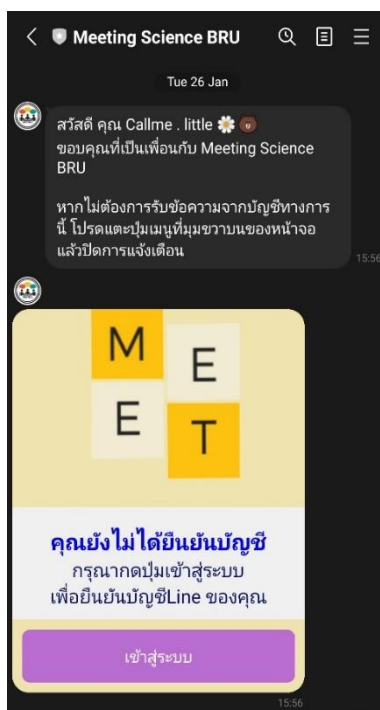 Meeting Science BRU
Tue 26 Jan
สวัสดี คุณ Callme . little
ขอบคุณที่เป็นเพื่อนกับ Meeting Science
BRU
หากไม่ต้องการรับข้อความจากบัญชีทางการ
นี้ โปรดแตะปุ่มเมนูที่มุมขวาบนของหน้าจอ
แล้วปิดการแจ้งเตือน
15:56
M E
E T
คุณยังไม่ได้ยืนยันบัญชี
กรุณากดปุ่มเข้าสู่ระบบ
เพื่อยืนยันบัญชีLine ของคุณ
เข้าสู่ระบบ
15:56